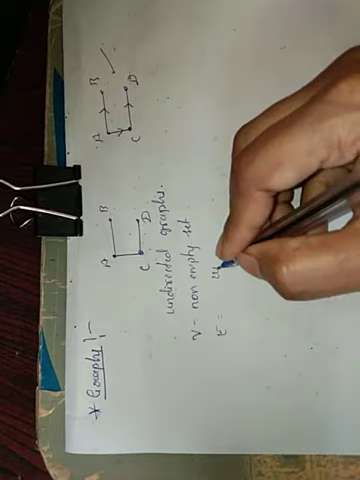 * Graphs :-
A B C D
A B C D
undirected graphs.
V - non empty set
E =